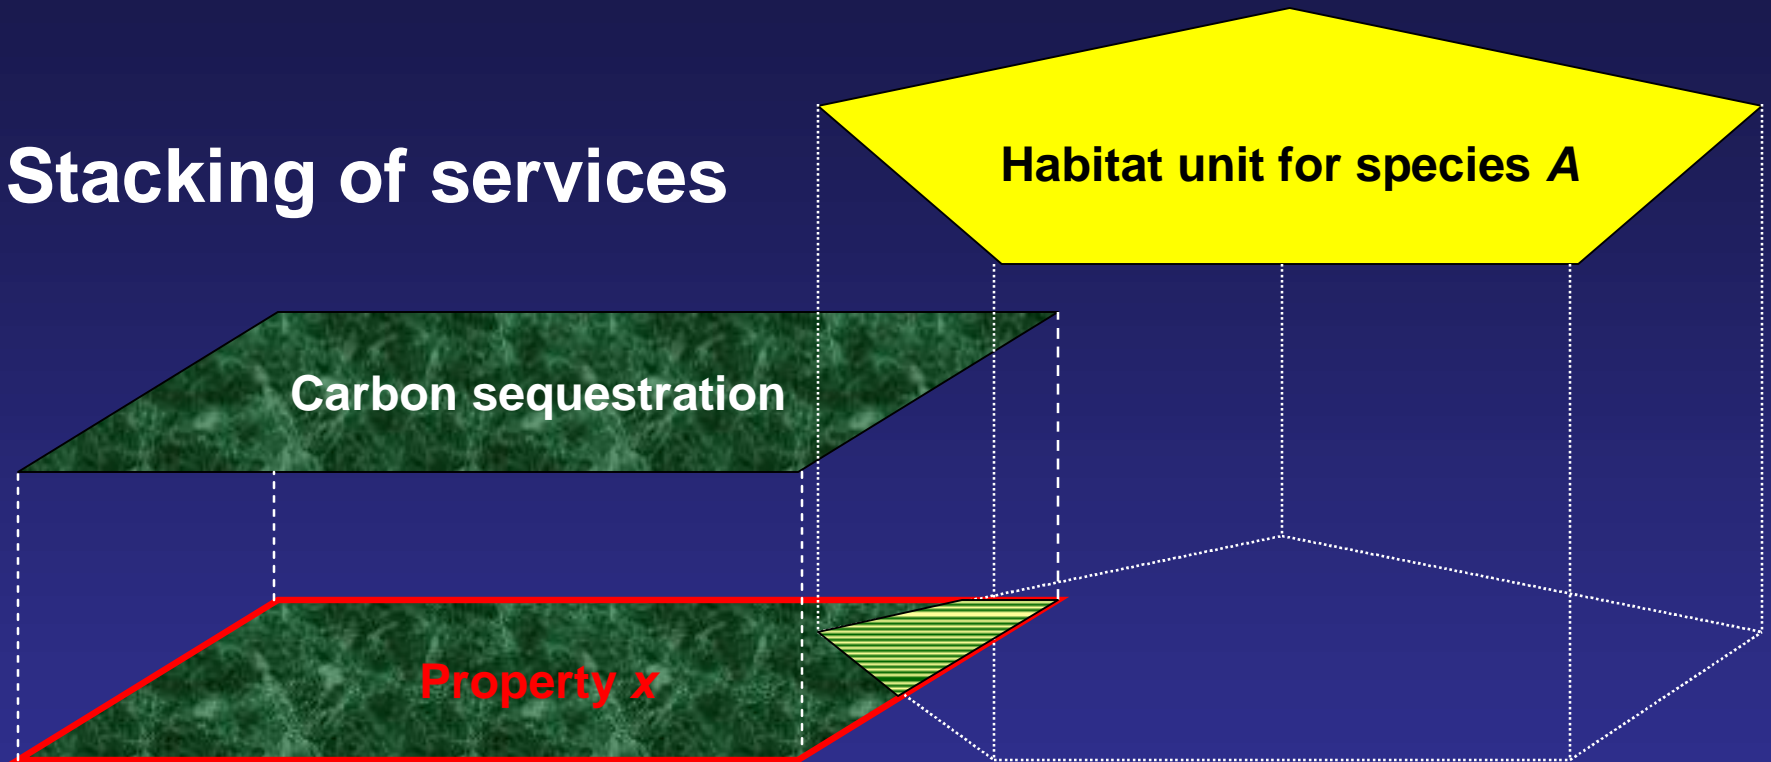 Stacking of services
Habitat unit for species A
Carbon sequestration
Property x